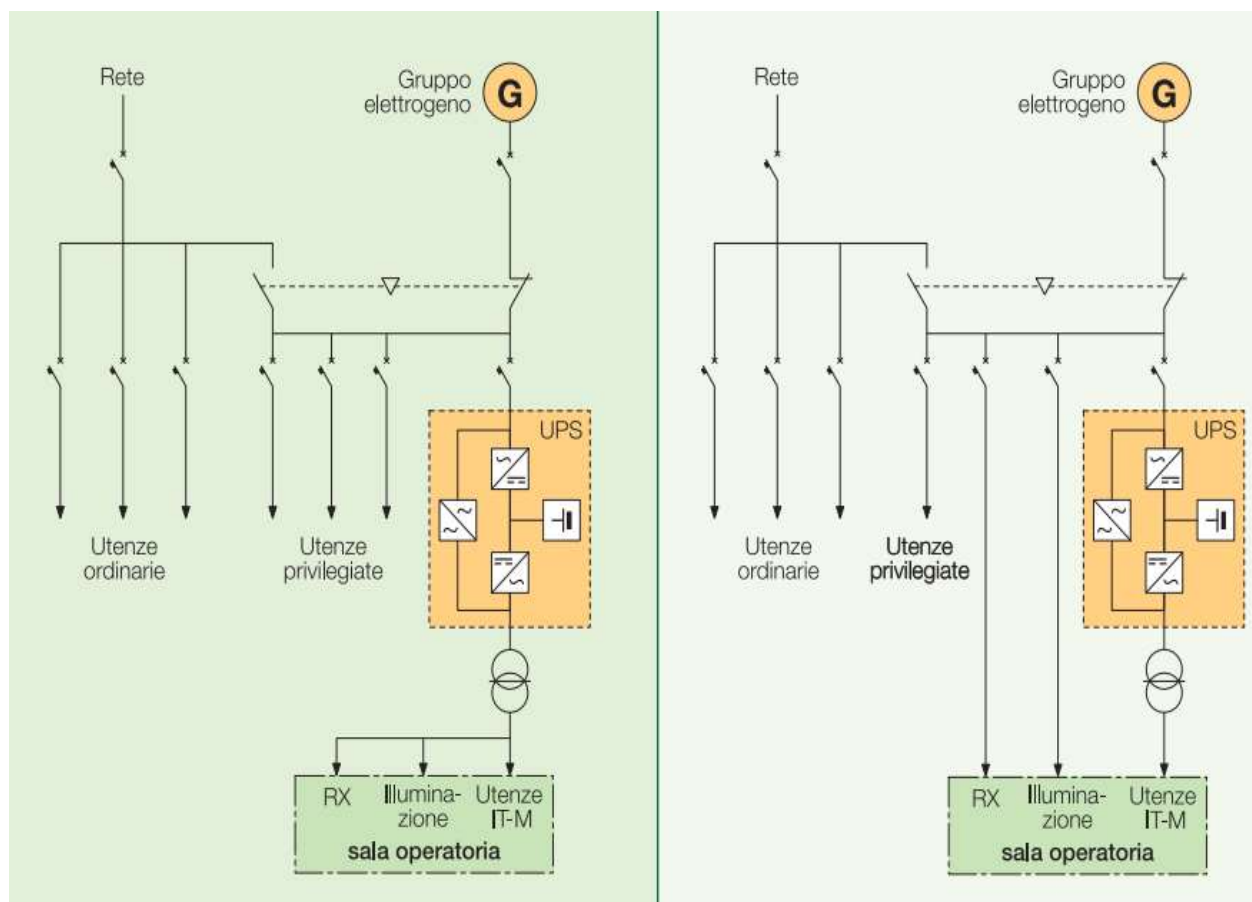 Rete
Gruppo
elettrogeno
G
UPS
Utenze
ordinarie
Utenze
privilegiate
RX
Illumina-
zione
Utenze
IT-M
sala operatoria
Rete
Gruppo
elettrogeno
G
UPS
Utenze
ordinarie
Utenze
privilegiate
RX
Illumina-
zione
Utenze
IT-M
sala operatoria